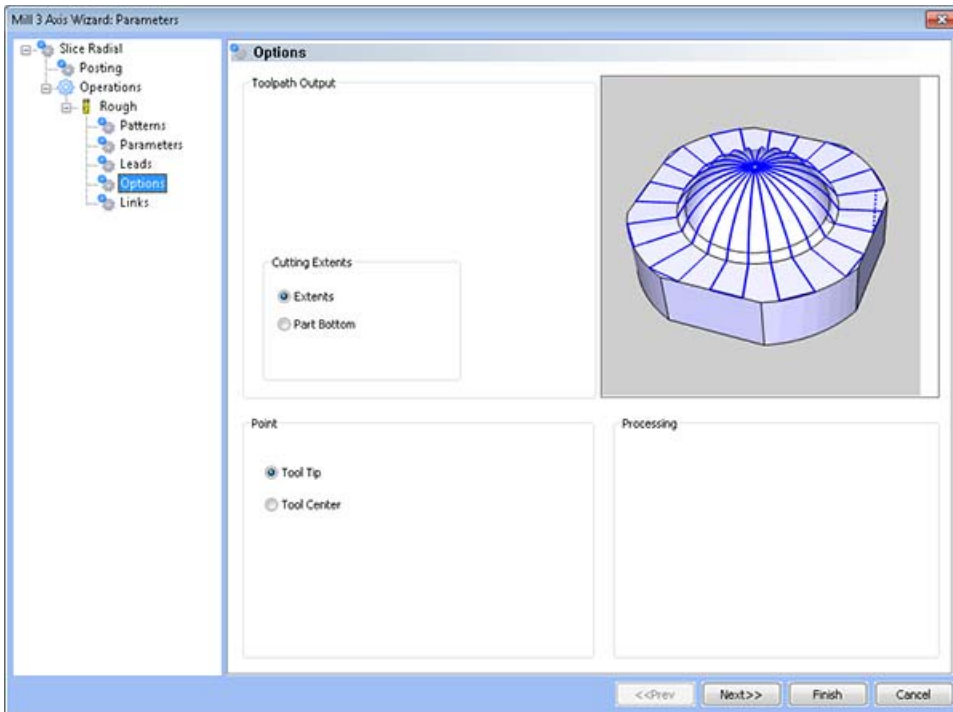 Mill 3 Axis Wizard: Parameters
Slice Radial
Posting
Operations
Rough
Patterns
Parameters
Leads
Options
Links
Options
Toolpath Output
Cutting Extents
Extents
Part Bottom
Point
Tool Tip
Tool Center
Processing
<<Prev
Next>>
Finish
Cancel